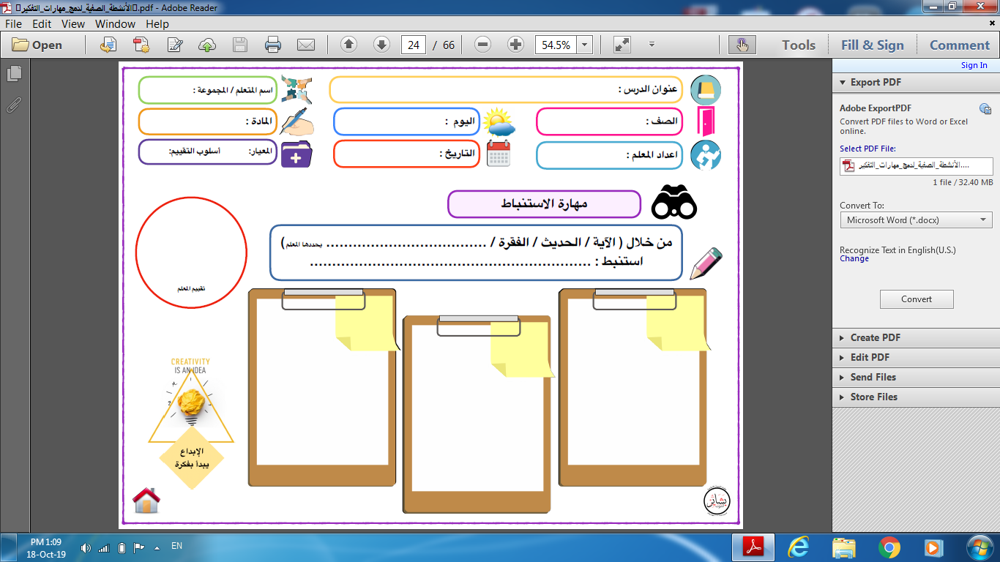 الأنشطة_الصفية_لدمج_مهارات_التفكير.pdf - Adobe Reader
File Edit View Window Help
Open
24 / 66
54.5%
Tools
Fill & Sign
Comment
عنوان الدرس :
اسم المتعلم / المجموعة :
الصف :
اليوم :
المادة :
اعداد المعلم :
التاريخ :
المعيار: أسلوب التقييم:
مهارة الاستنباط
من خلال ( الآية / الحديث / الفقرة / .................................... يحددها المعلم)
استنبط : ...............................................................
تقييم المعلم
CREATIVITY
IS AN IDEA
الإبداع
يبدأ بفكرة
بشائر
Sign In
Export PDF
Adobe ExportPDF
Convert PDF files to Word or Excel
online.
Select PDF File:
الأنشطة_الصفية_لدمج_مهارات_التفكير....
1 file / 32.40 MB
Convert To:
Microsoft Word (*.docx)
Recognize Text in English(U.S.)
Change
Convert
Create PDF
Edit PDF
Send Files
Store Files
PM 1:09
18-Oct-19
EN